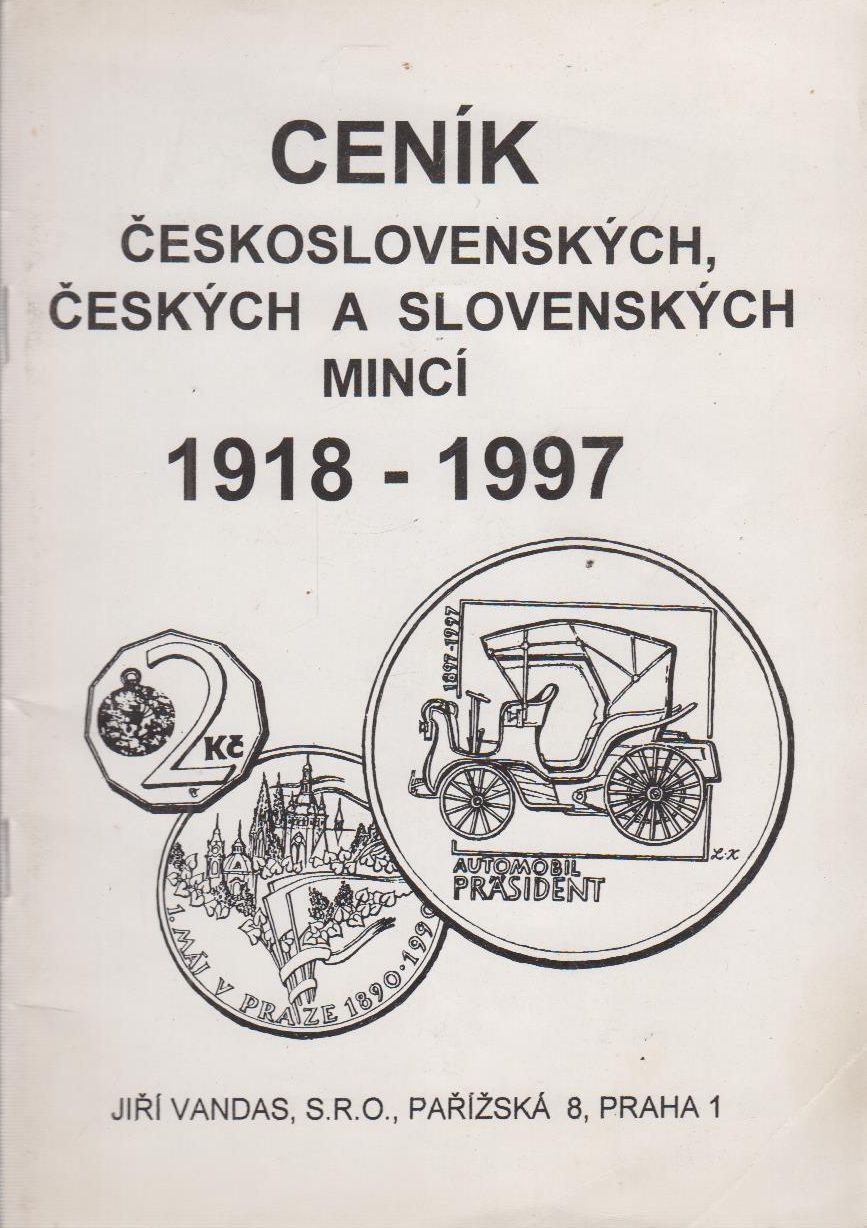 CENÍK
ČESKOSLOVENSKÝCH,
ČESKÝCH A SLOVENSKÝCH
MINCÍ
1918 - 1997
2 Kč
1897-1997
L.K
AUTOMOBIL
PRÄSIDENT
1. MÁJ V PRAZE 1890·1990
JIŘÍ VANDAS, S.R.O., PAŘÍŽSKÁ 8, PRAHA 1